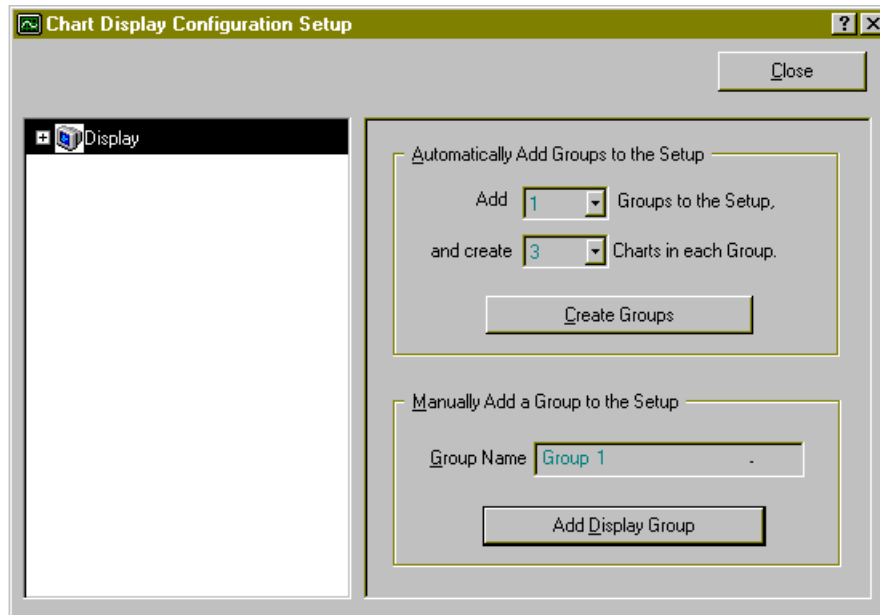 Chart Display Configuration Setup
Close
Display
Automatically Add Groups to the Setup
Add 1 Groups to the Setup,
and create 3 Charts in each Group.
Create Groups
Manually Add a Group to the Setup
Group Name Group 1 -
Add Display Group